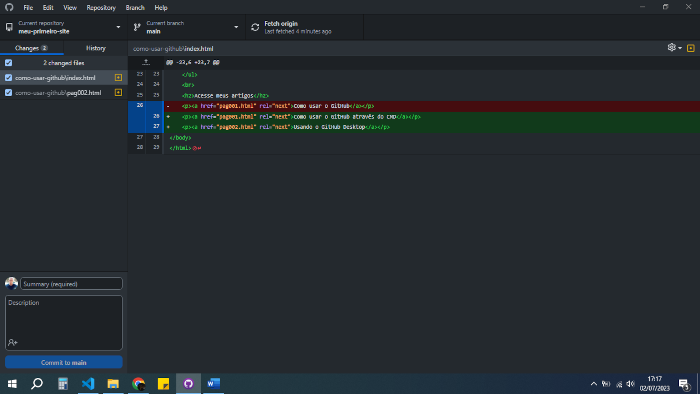 File Edit View Repository Branch Help
Current repository
meu-primeiro-site
Current branch
main
Fetch origin
Last fetched 4 minutes ago
Changes 2 History
2 changed files
como-usar-github\index.html
como-usar-github\pag002.html
como-usar-github\index.html
@@ -23,6 +23,7 @@
23 23 </ul>
24 24 <br>
25 25 <h2>Acesse meus artigos</h2>
26 - <p><a href="pag001.html" rel="next">Como usar o GitHub</a></p>
26 + <p><a href="pag001.html" rel="next">Como usar o GitHub através do CMD</a></p>
27 + <p><a href="pag002.html" rel="next">Usando o GitHub Desktop</a></p>
27 28 </body>
28 29 </html>
Summary (required)
Description
Commit to main
17:17
02/07/2023